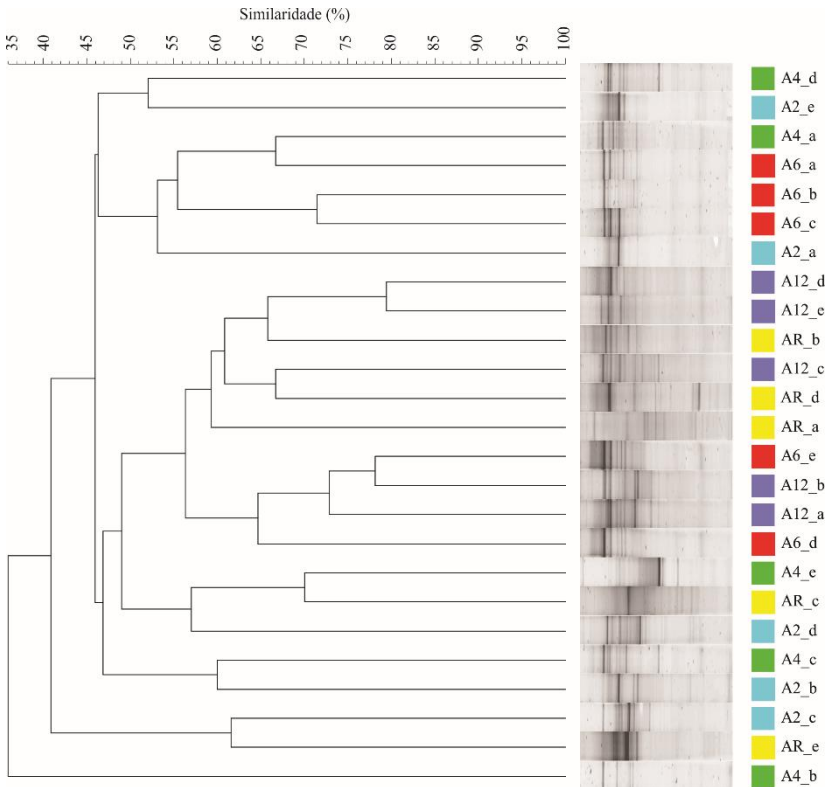 Similaridade (%)
35 40 50 55 60 65 70 75 80 85 90 95 100
A4_d
A2_e
A4_a
A6_a
A6_b
A6_c
A2_a
A12_d
A12_e
AR_b
A12_c
AR_d
AR_a
A6_e
A12_b
A12_a
A6_d
A4_e
AR_c
A2_d
A4_c
A2_b
A2_c
AR_e
A4_b